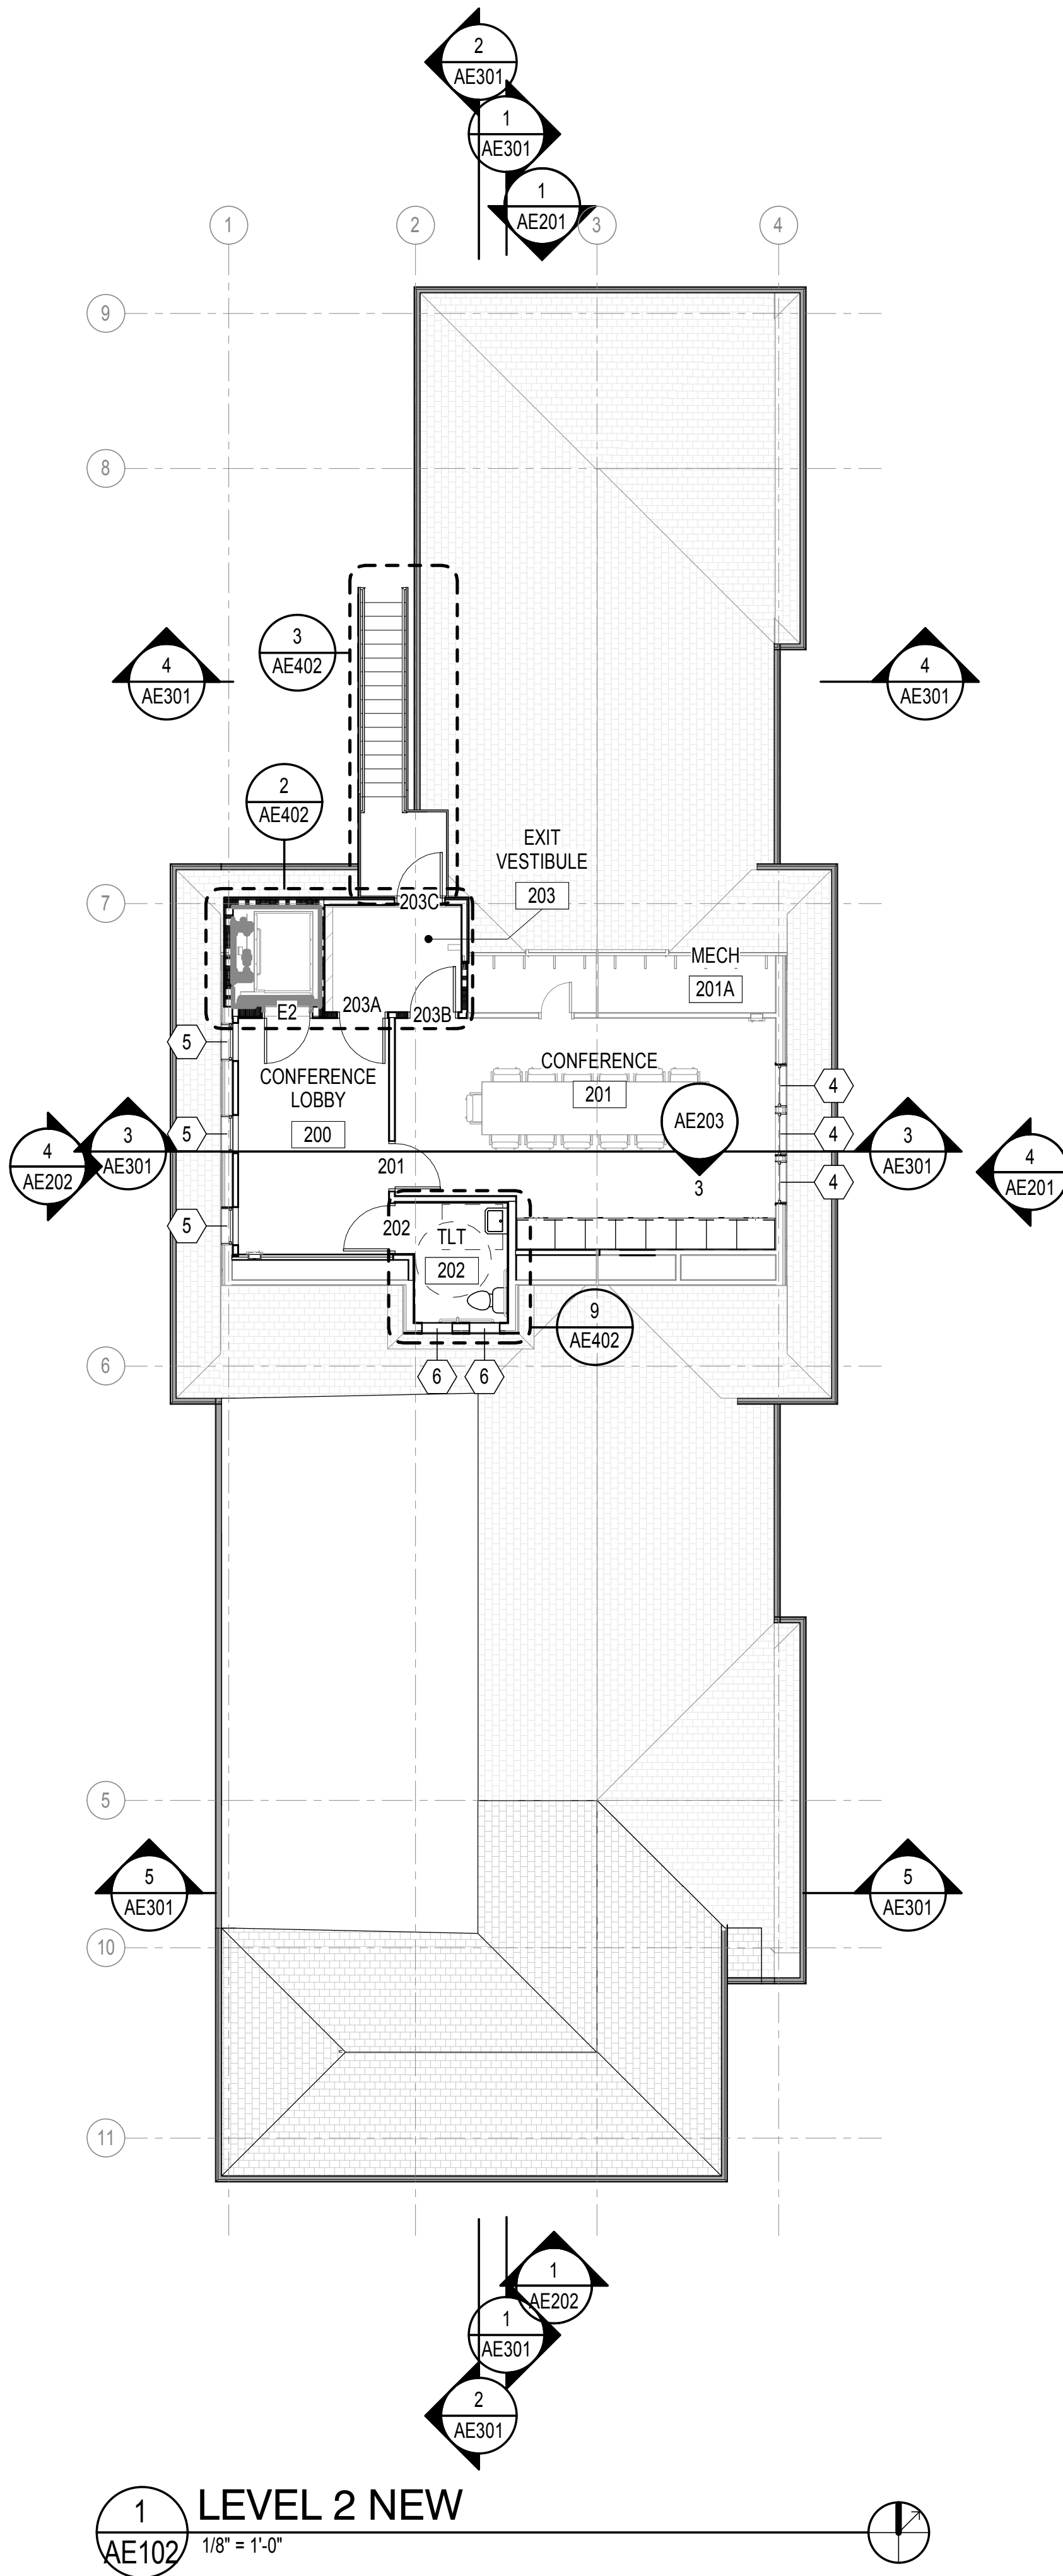 2
AE301
1
AE301
1
AE201
1
2
3
4
9
8
3
AE402
4
AE301
4
AE301
2
AE402
EXIT
VESTIBULE
203
7
203C
MECH
201A
E2
203A
203B
5
CONFERENCE
LOBBY
200
CONFERENCE
201
4
AE203
3
5
4
4
4
AE202
3
AE301
3
AE301
4
AE201
201
5
202
TLT
202
9
AE402
6
6
6
5
5
AE301
5
AE301
10
11
1
AE202
1
AE301
2
AE301
1
AE102
LEVEL 2 NEW
1/8" = 1'-0"